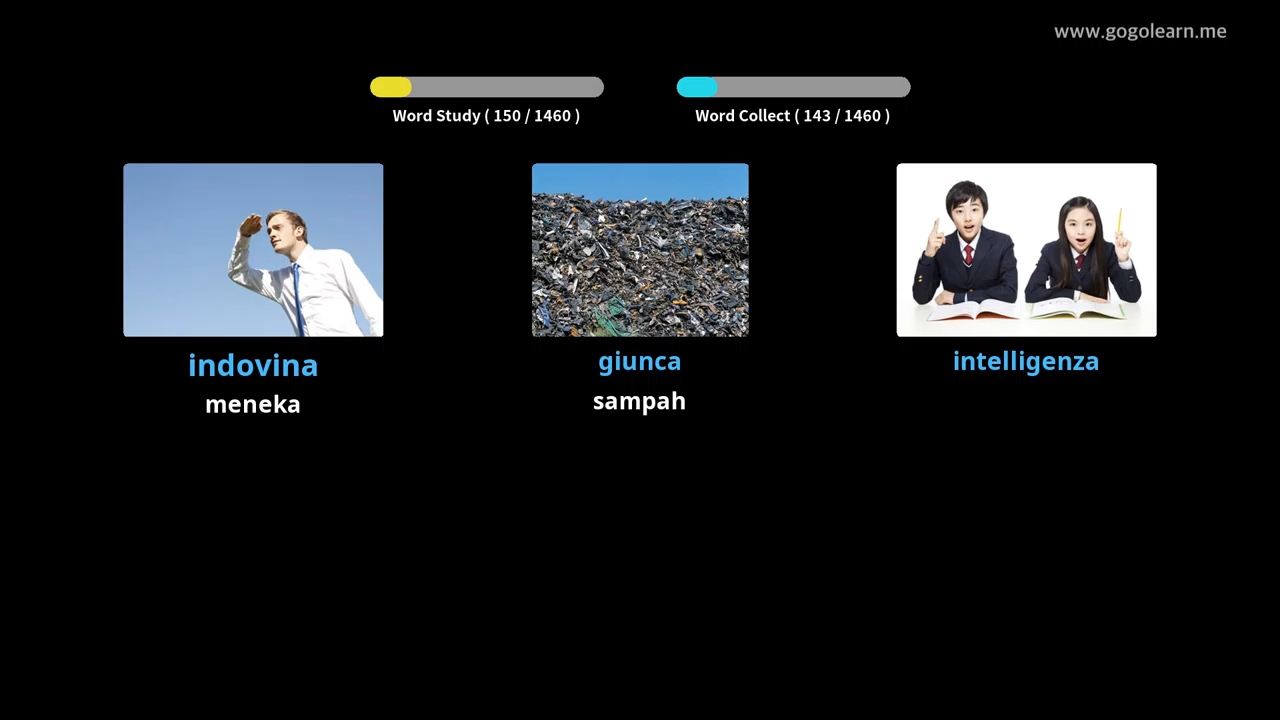 www.gogolearn.me
Word Study ( 150 / 1460 )
Word Collect ( 143 / 1460 )
indovina
meneka
giunca
sampah
intelligenza